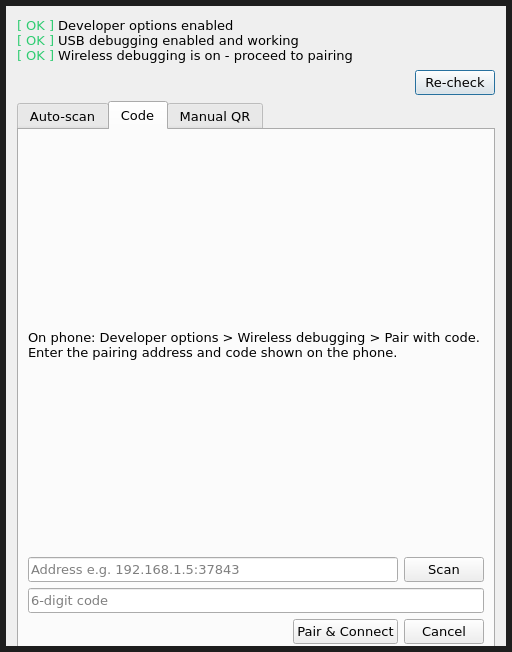 [ OK ] Developer options enabled
[ OK ] USB debugging enabled and working
[ OK ] Wireless debugging is on - proceed to pairing
Re-check
Auto-scan Code Manual QR
On phone: Developer options > Wireless debugging > Pair with code.
Enter the pairing address and code shown on the phone.
Address e.g. 192.168.1.5:37843 Scan
6-digit code
Pair & Connect Cancel